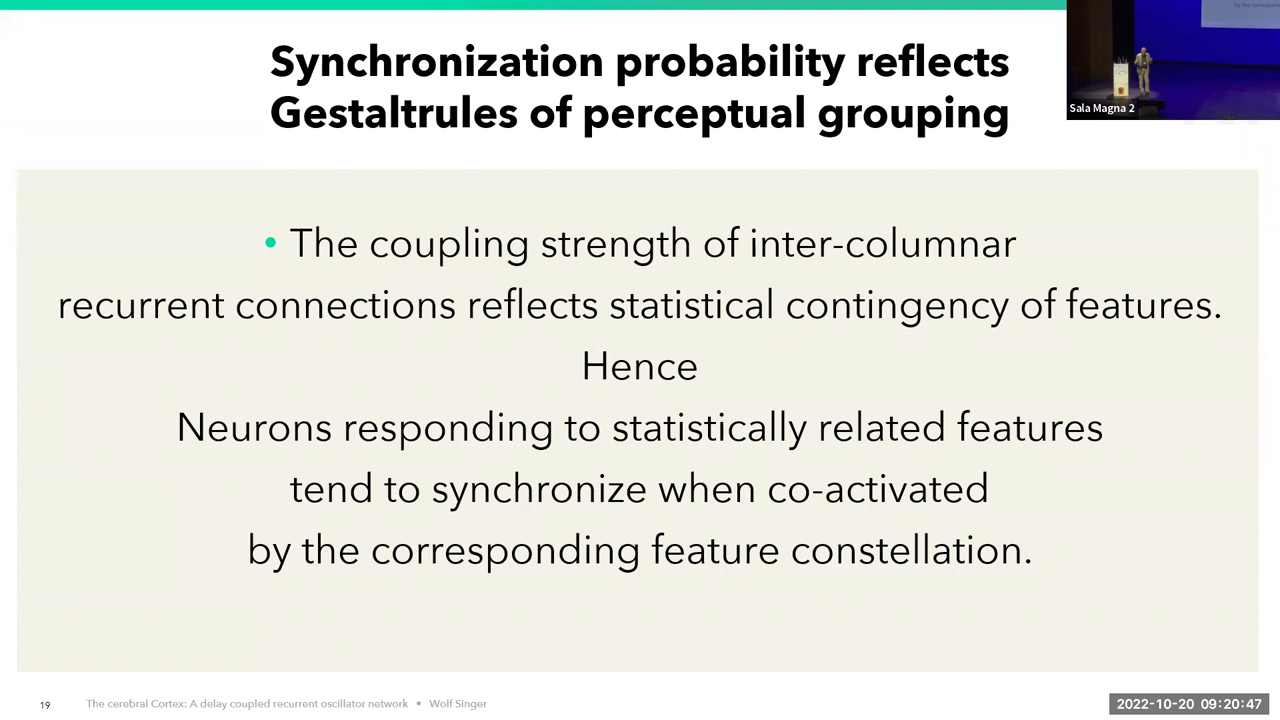 Synchronization probability reflects
Gestaltrules of perceptual grouping
Sala Magna 2
• The coupling strength of inter-columnar
recurrent connections reflects statistical contingency of features.
Hence
Neurons responding to statistically related features
tend to synchronize when co-activated
by the corresponding feature constellation.
19
The cerebral Cortex: A delay coupled recurrent oscillator network • Wolf Singer
2022-10-20 09:20:47